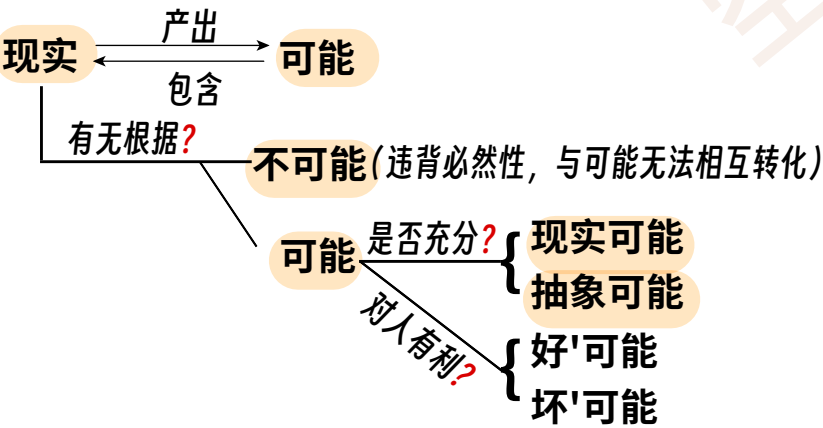 产出
现实
可能
包含
有无根据?
不可能(违背必然性，与可能无法相互转化)
是否充分?
现实可能
可能
抽象可能
对人有利?
好'可能
坏'可能